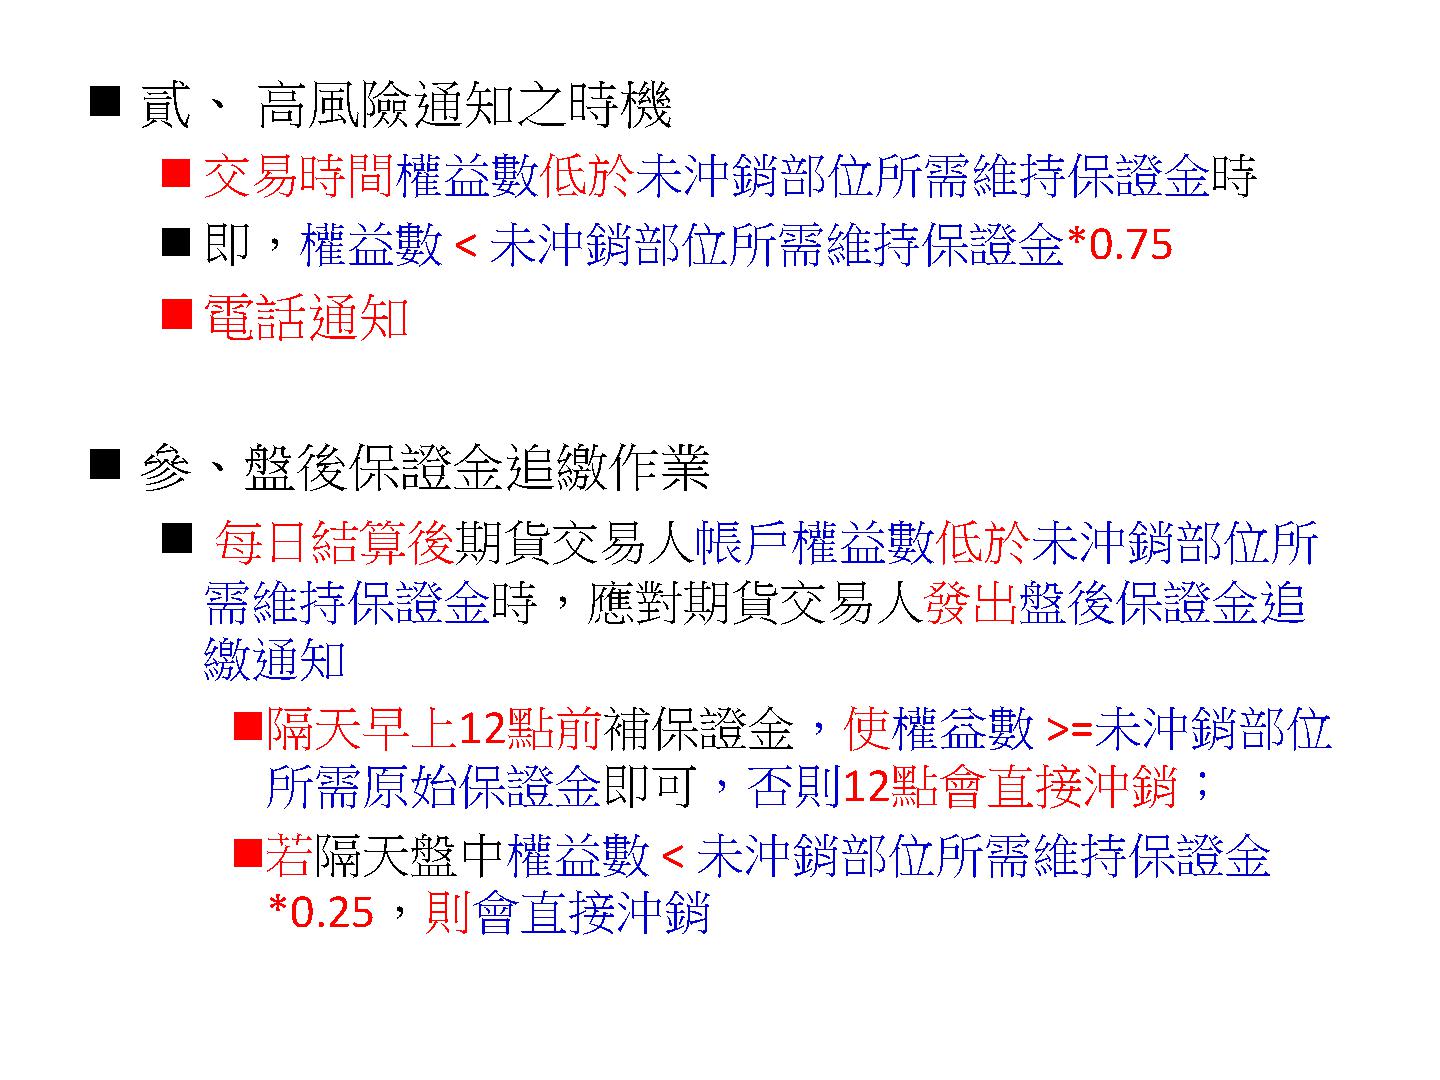 貳、 高風險通知之時機
交易時間權益數低於未沖銷部位所需維持保證金時
即，權益數 < 未沖銷部位所需維持保證金*0.75
電話通知
參、盤後保證金追繳作業
每日結算後期貨交易人帳戶權益數低於未沖銷部位所
需維持保證金時，應對期貨交易人發出盤後保證金追
繳通知
隔天早上12點前補保證金，使權益數 >=未沖銷部位
所需原始保證金即可，否則12點會直接沖銷；
若隔天盤中權益數 < 未沖銷部位所需維持保證金
*0.25，則會直接沖銷